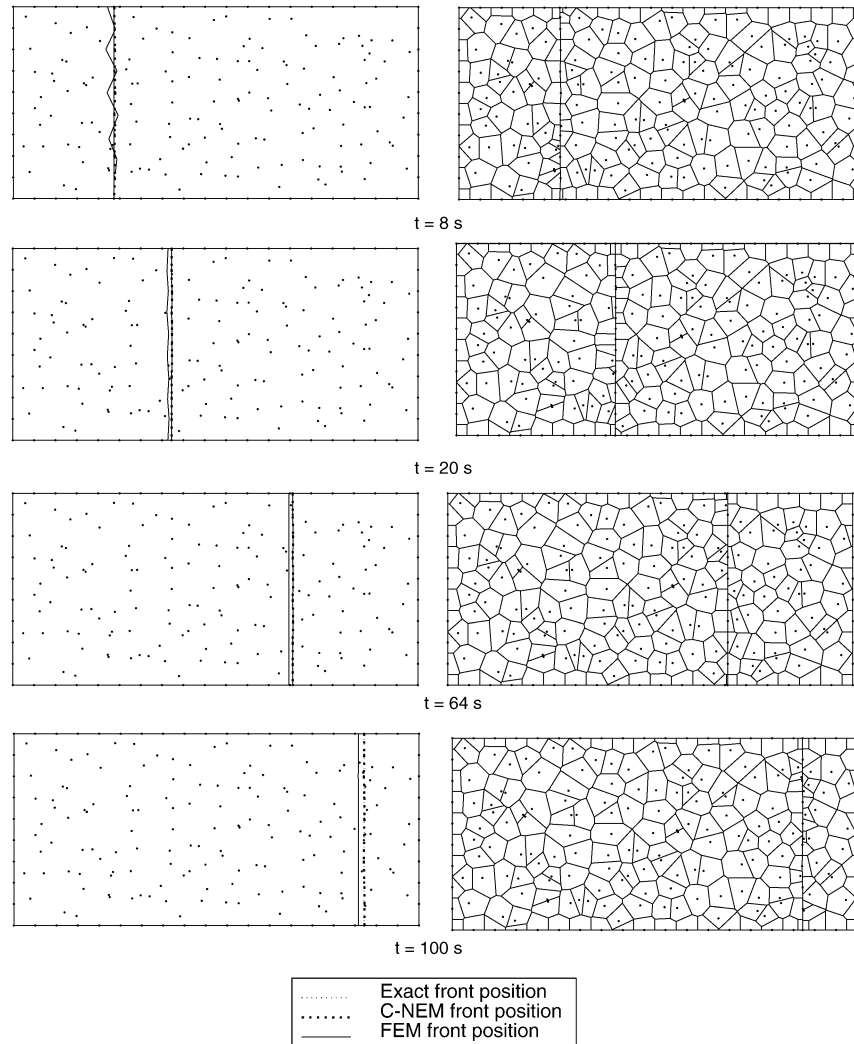 t = 8 s
t = 20 s
t = 64 s
t = 100 s
Exact front position
C-NEM front position
FEM front position